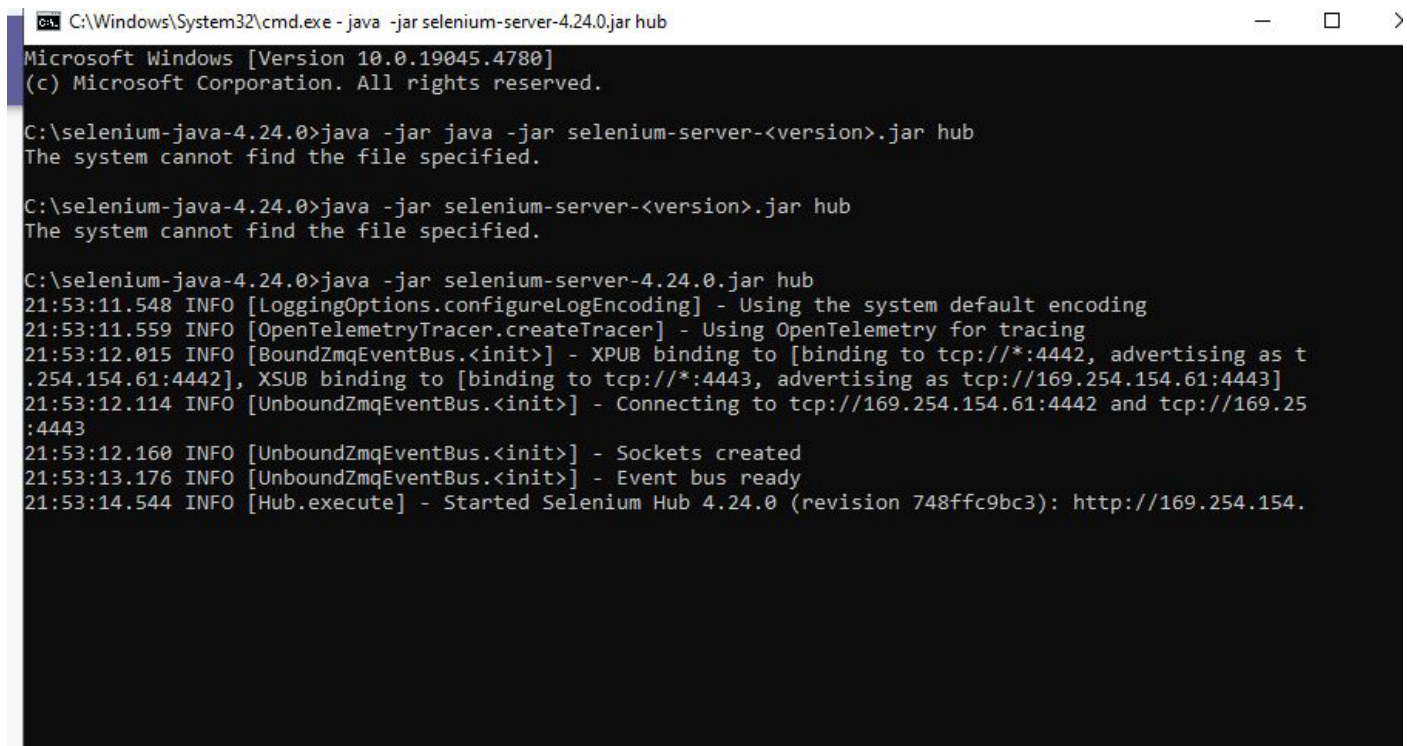 C:\Windows\System32\cmd.exe - java  -jar selenium-server-4.24.0.jar hub
Microsoft Windows [Version 10.0.19045.4780]
(c) Microsoft Corporation. All rights reserved.
C:\selenium-java-4.24.0>java -jar java -jar selenium-server-<version>.jar hub
The system cannot find the file specified.
C:\selenium-java-4.24.0>java -jar selenium-server-<version>.jar hub
The system cannot find the file specified.
C:\selenium-java-4.24.0>java -jar selenium-server-4.24.0.jar hub
21:53:11.548 INFO [LoggingOptions.configureLogEncoding] - Using the system default encoding
21:53:11.559 INFO [OpenTelemetryTracer.createTracer] - Using OpenTelemetry for tracing
21:53:12.015 INFO [BoundZmqEventBus.<init>] - XPUB binding to [binding to tcp://*:4442, advertising as t
.254.154.61:4442], XSUB binding to [binding to tcp://*:4443, advertising as tcp://169.254.154.61:4443]
21:53:12.114 INFO [UnboundZmqEventBus.<init>] - Connecting to tcp://169.254.154.61:4442 and tcp://169.25
:4443
21:53:12.160 INFO [UnboundZmqEventBus.<init>] - Sockets created
21:53:13.176 INFO [UnboundZmqEventBus.<init>] - Event bus ready
21:53:14.544 INFO [Hub.execute] - Started Selenium Hub 4.24.0 (revision 748ffc9bc3): http://169.254.154.